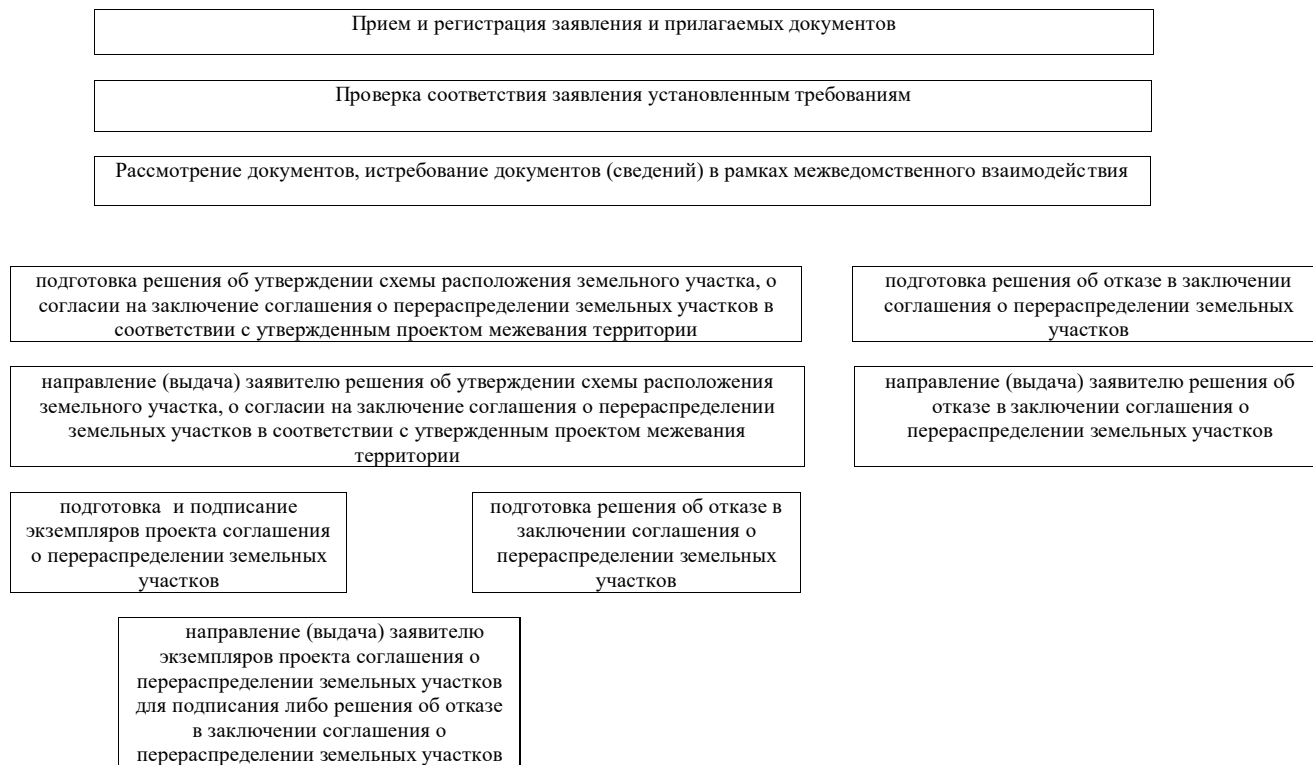 Прием и регистрация заявления и прилагаемых документов
Проверка соответствия заявления установленным требованиям
Рассмотрение документов, истребование документов (сведений) в рамках межведомственного взаимодействия
подготовка решения об утверждении схемы расположения земельного участка, о
согласии на заключение соглашения о перераспределении земельных участков в
соответствии с утвержденным проектом межевания территории
подготовка решения об отказе в заключении
соглашения о перераспределении земельных
участков
направление (выдача) заявителю решения об утверждении схемы расположения
земельного участка, о согласии на заключение соглашения о перераспределении
земельных участков в соответствии с утвержденным проектом межевания
территории
направление (выдача) заявителю решения об
отказе в заключении соглашения о
перераспределении земельных участков
подготовка и подписание
экземпляров проекта соглашения
о перераспределении земельных
участков
подготовка решения об отказе в
заключении соглашения о
перераспределении земельных
участков
направление (выдача) заявителю
экземпляров проекта соглашения о
перераспределении земельных участков
для подписания либо решения об отказе
в заключении соглашения о
перераспределении земельных участков